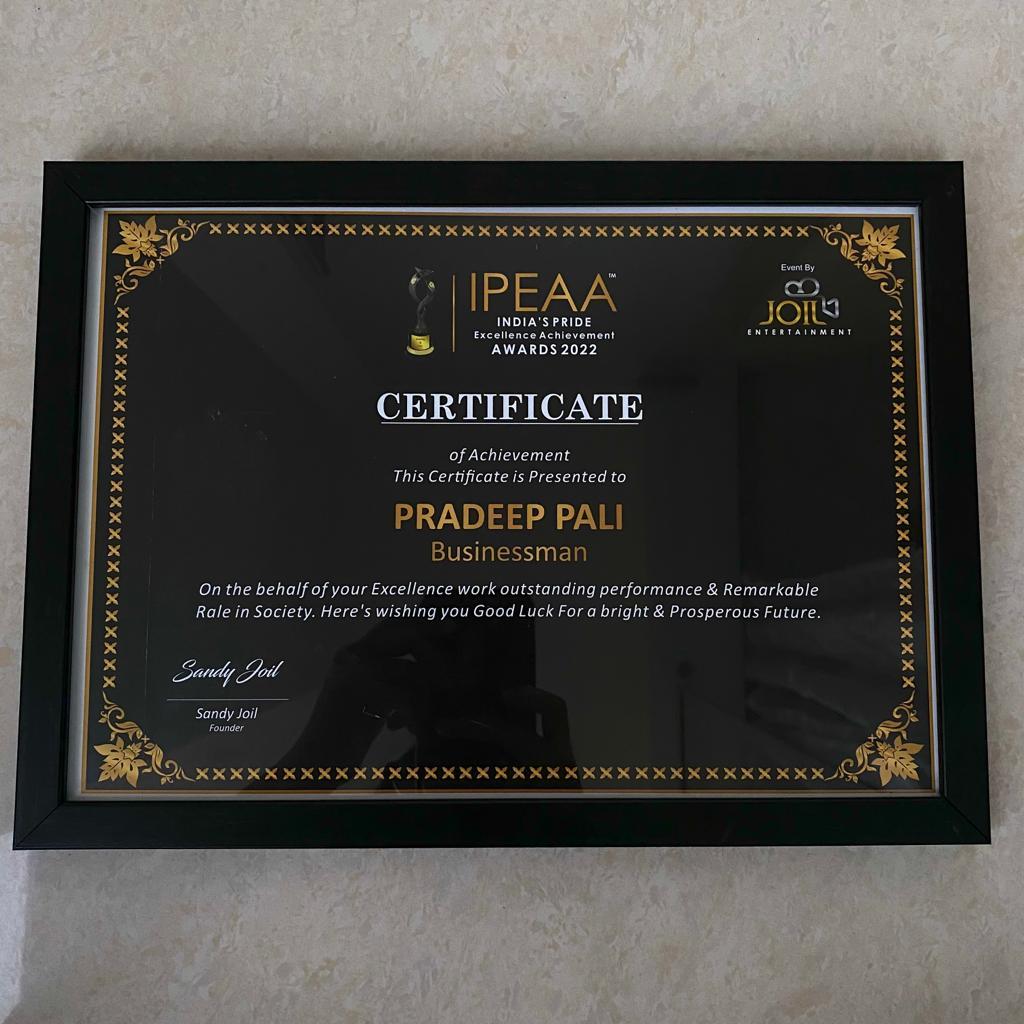 IPEAA™
INDIA'S PRIDE
Excellence Achievement
AWARDS 2022
Event By
JOIL
ENTERTAINMENT
CERTIFICATE
of Achievement
This Certificate is Presented to
PRADEEP PALI
Businessman
On the behalf of your Excellence work outstanding performance & Remarkable
Rale in Society. Here's wishing you Good Luck For a bright & Prosperous Future.
Sandy Joil
Sandy Joil
Founder